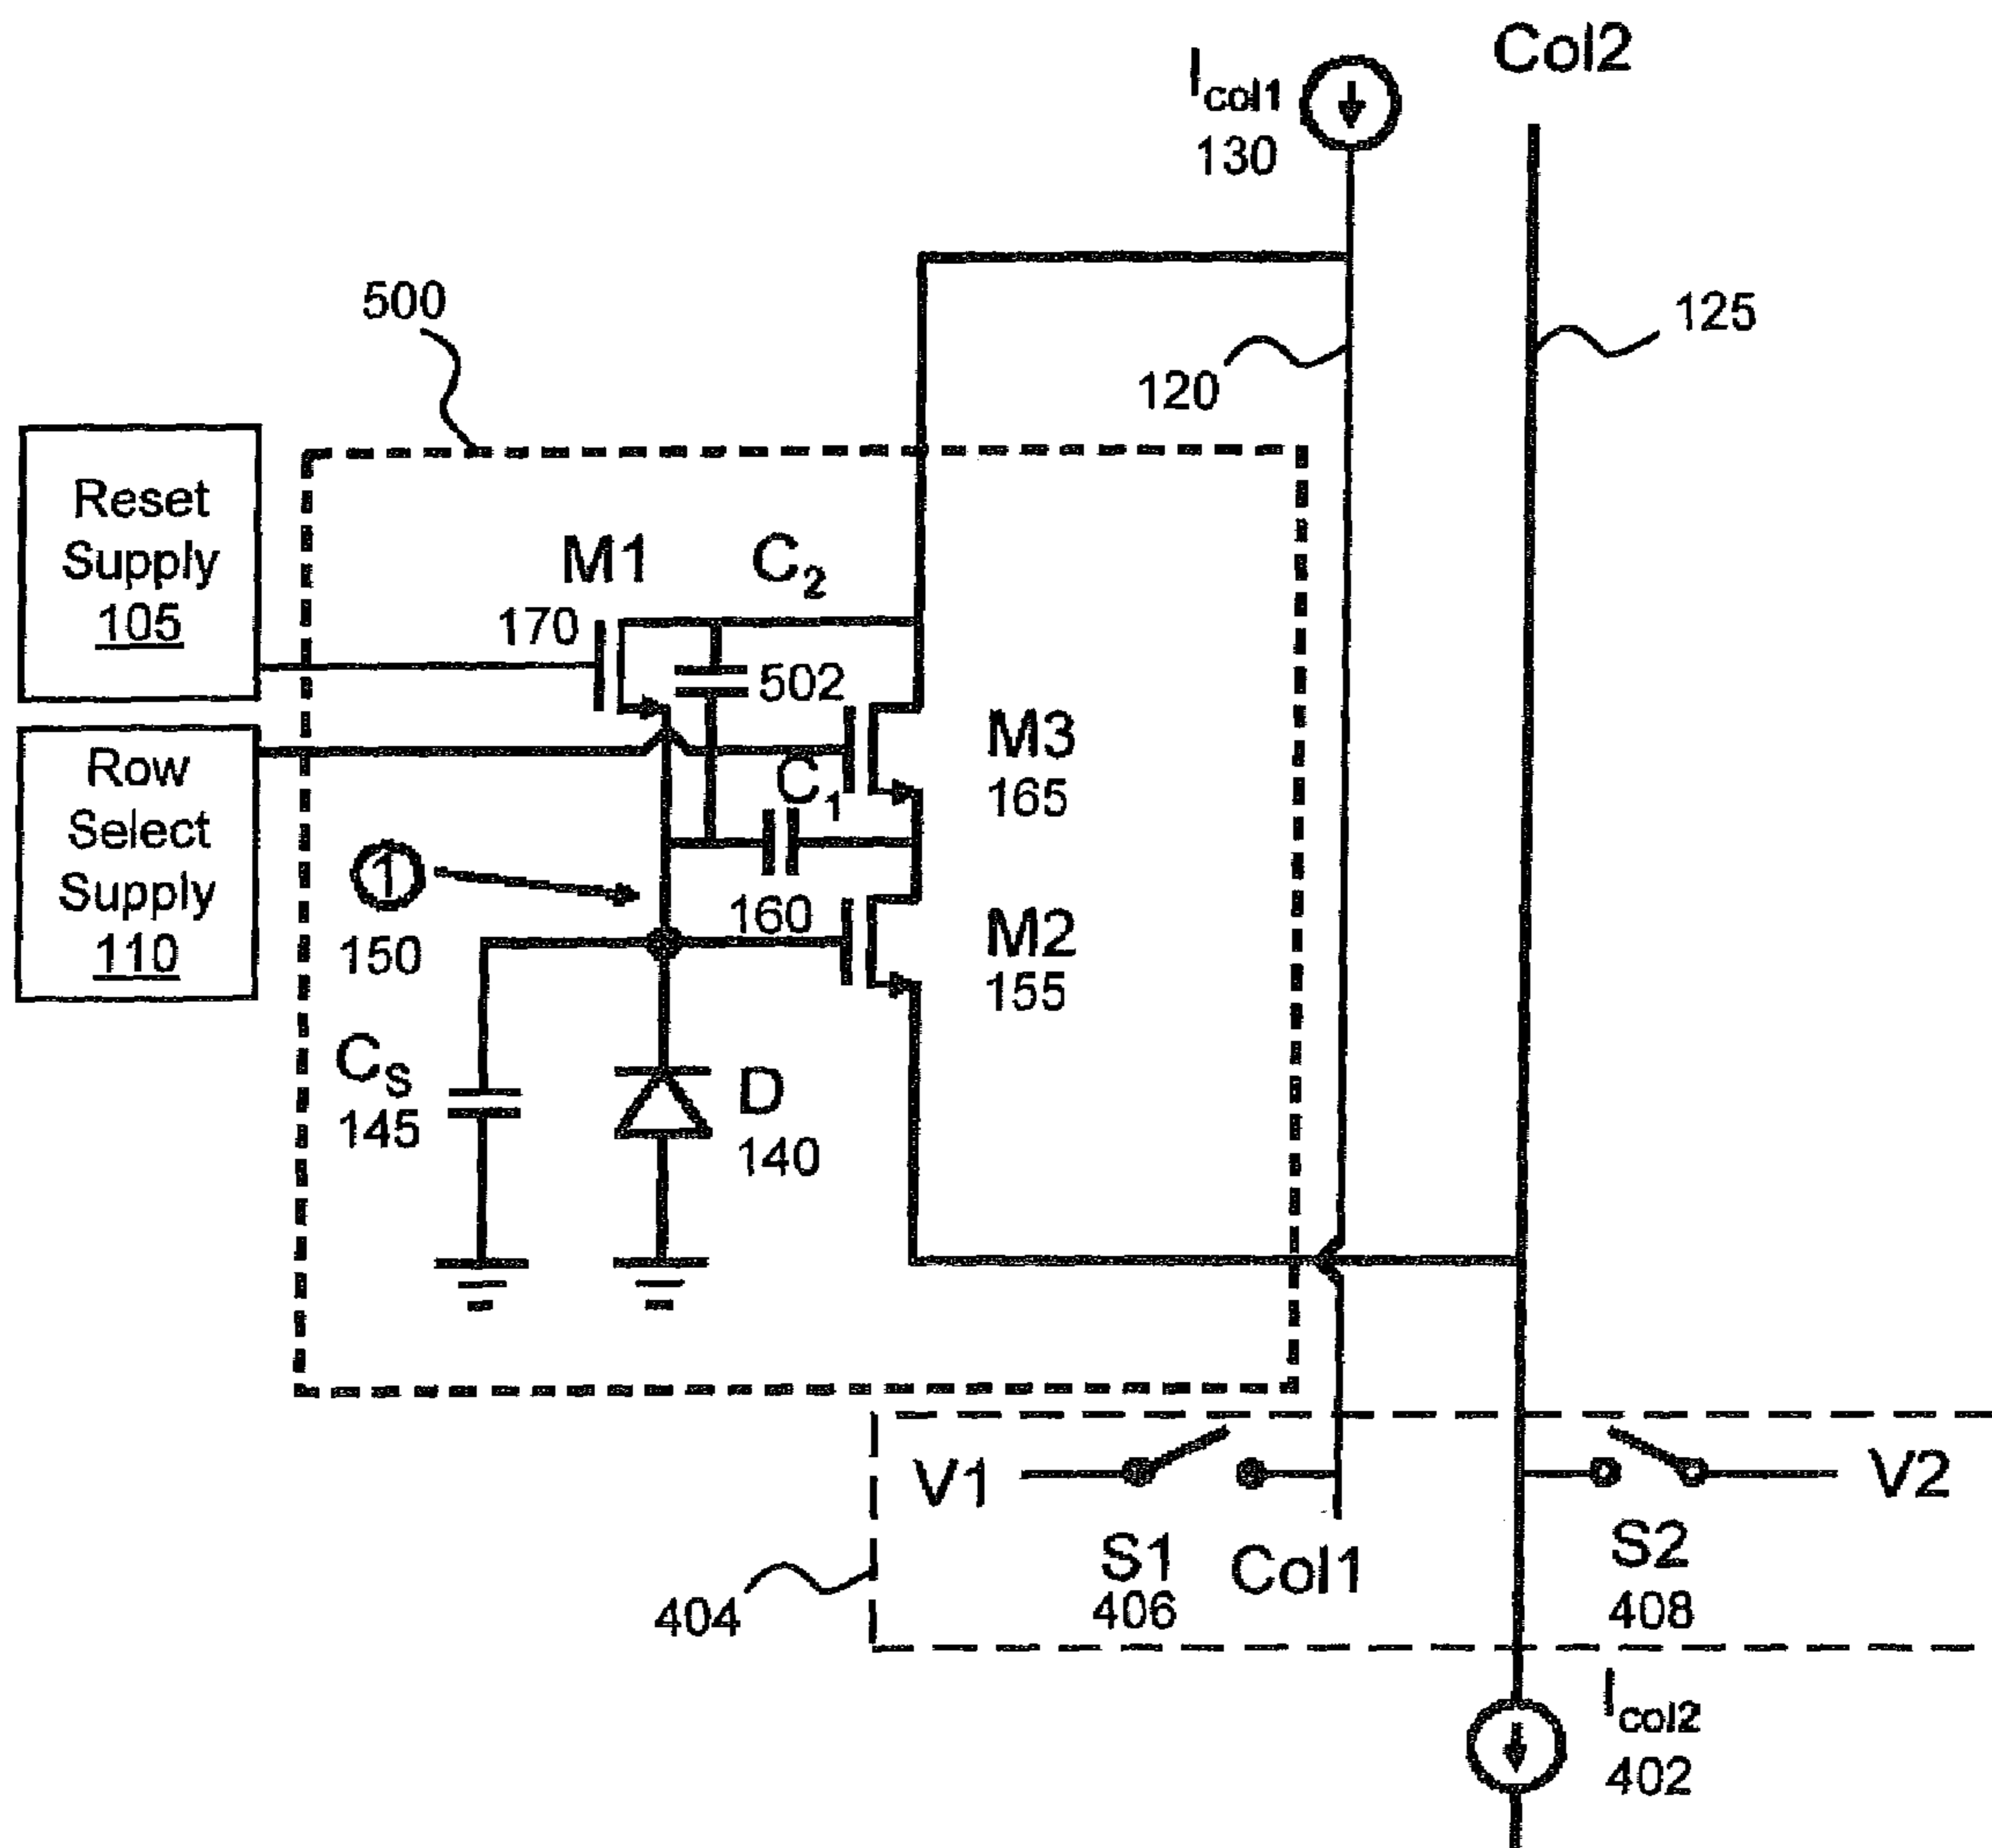 Col2
Icol1
130
500
125
120
Reset
Supply
105
M1
C2
170
502
Row
Select
Supply
110
M3
165
C1
1
150
160
M2
155
CS
145
D
140
V1
V2
S1
406
Col1
S2
408
404
Icol2
402